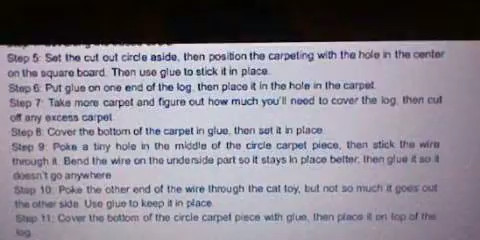 Step 5: Set the cut out circle aside, then position the carpeting with the hole in the center
on the square board. Then use glue to stick it in place.
Step 6: Put glue on one end of the log, then place it in the hole in the carpet.
Step 7: Take more carpet and figure out how much you'll need to cover the log, then cut
off any excess carpet.
Step 8: Cover the bottom of the carpet in glue, then set it in place.
Step 9: Poke a tiny hole in the middle of the circle carpet piece, then stick the wire
through it. Bend the wire on the underside part so it stays in place better, then glue it so it
doesn't go anywhere
Step 10: Poke the other end of the wire through the cat toy, but not so much it goes out
the other side. Use glue to keep it in place.
Step 11: Cover the bottom of the circle carpet piece with glue, then place it on top of the
log.